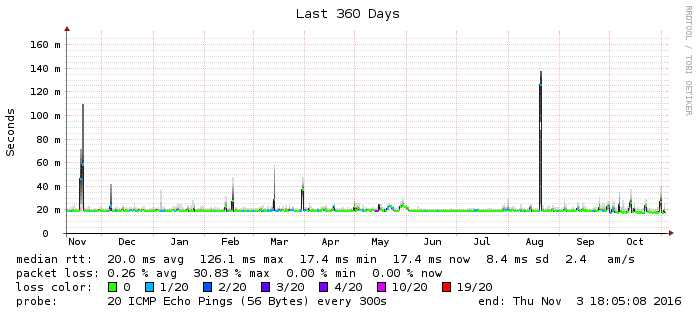 Last 360 Days
RRDTOOL / TOBI OETIKER
Seconds
160 m
140 m
120 m
100 m
80 m
60 m
40 m
20 m
0
Nov Dec Jan Feb Mar Apr May Jun Jul Aug Sep Oct
median rtt: 20.0 ms avg 126.1 ms max 17.4 ms min 17.4 ms now 8.4 ms sd 2.4 am/s
packet loss: 0.26 % avg 30.83 % max 0.00 % min 0.00 % now
loss color: 0 1/20 2/20 3/20 4/20 10/20 19/20
probe: 20 ICMP Echo Pings (56 Bytes) every 300s end: Thu Nov 3 18:05:08 2016